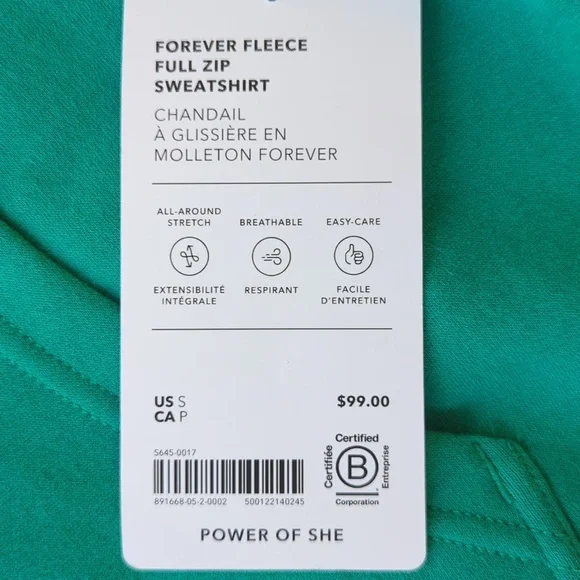 FOREVER FLEECE
FULL ZIP
SWEATSHIRT
CHANDAIL
À GLISSIÈRE EN
MOLLETON FOREVER
ALL-AROUND
STRETCH
EXTENSIBILITÉ
INTÉGRALE
BREATHABLE
RESPIRANT
EASY-CARE
FACILE
D'ENTRETIEN
US S
CA P
$99.00
S645-0017
891668-05-2-0002 500122140245
Certified
Certifiée
B
Entreprise
Corporation
POWER OF SHE